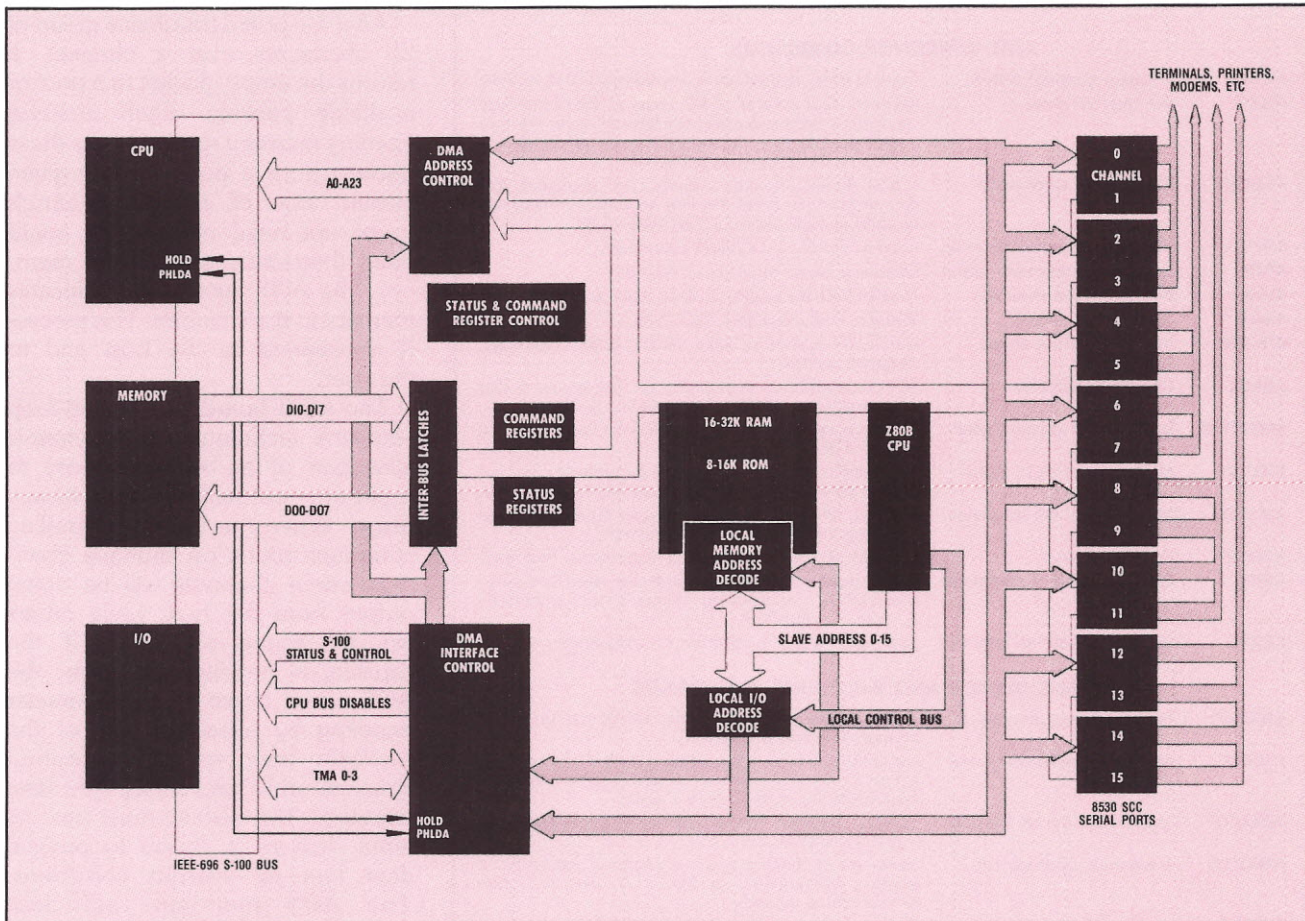 TERMINALS, PRINTERS,
MODEMS, ETC
CPU
HOLD
PHLDA
A0-A23
DMA
ADDRESS
CONTROL
STATUS & COMMAND
REGISTER CONTROL
MEMORY
DI0-DI7
DO0-DO7
INTER-BUS LATCHES
COMMAND
REGISTERS
STATUS
REGISTERS
16-32K RAM
8-16K ROM
LOCAL
MEMORY
ADDRESS
DECODE
Z80B
CPU
SLAVE ADDRESS 0-15
LOCAL I/O
ADDRESS
DECODE
LOCAL CONTROL BUS
I/O
S-100
STATUS & CONTROL
CPU BUS DISABLES
TMA 0-3
DMA
INTERFACE
CONTROL
HOLD
PHLDA
IEEE-696 S-100 BUS
0
CHANNEL
1
2
3
4
5
6
7
8
9
10
11
12
13
14
15
8530 SCC
SERIAL PORTS